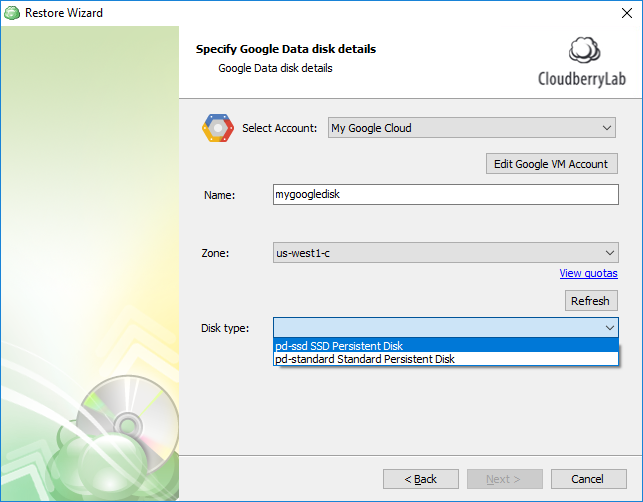 Restore Wizard
Specify Google Data disk details
Google Data disk details
CloudberryLab
Select Account: My Google Cloud
Edit Google VM Account
Name: mygoogledisk
Zone: us-west1-c
View quotas
Refresh
Disk type:
pd-ssd SSD Persistent Disk
pd-standard Standard Persistent Disk
< Back Next > Cancel